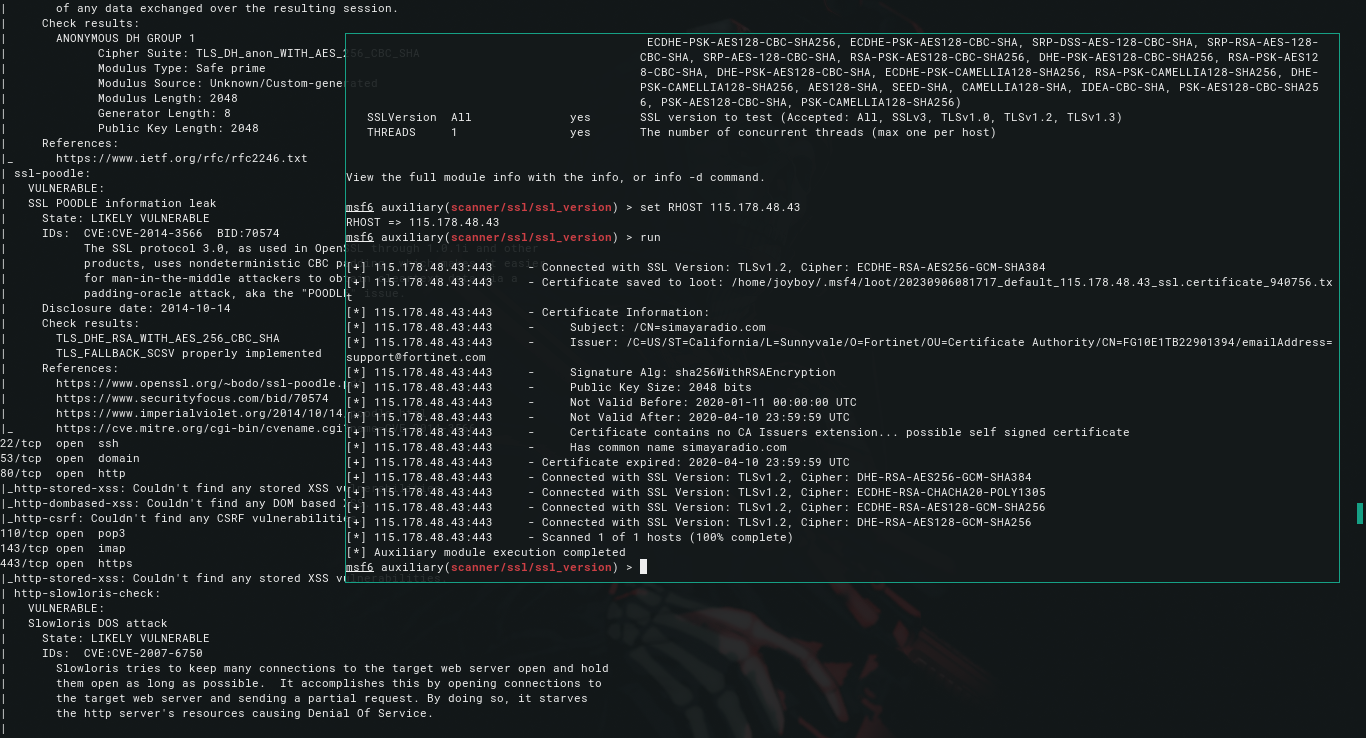 |       of any data exchanged over the resulting session.
|     Check results:
|       ANONYMOUS DH GROUP 1
|             Cipher Suite: TLS_DH_anon_WITH_AES_256_CBC_SHA
|             Modulus Type: Safe prime
|             Modulus Source: Unknown/Custom-generated
|             Modulus Length: 2048
|             Generator Length: 8
|             Public Key Length: 2048
|     References:
|_      https://www.ietf.org/rfc/rfc2246.txt
| ssl-poodle:
|   VULNERABLE:
|   SSL POODLE information leak
|     State: LIKELY VULNERABLE
|     IDs:  CVE:CVE-2014-3566  BID:70574
|           The SSL protocol 3.0, as used in OpenSSL through 1.0.1i and other
|           products, uses nondeterministic CBC padding, which makes it easier
|           for man-in-the-middle attackers to ob
|           padding-oracle attack, aka the "POODLE" issue.
|     Disclosure date: 2014-10-14
|     Check results:
|       TLS_DHE_RSA_WITH_AES_256_CBC_SHA
|       TLS_FALLBACK_SCSV properly implemented
|     References:
|       https://www.openssl.org/~bodo/ssl-poodle.
|       https://www.securityfocus.com/bid/70574
|       https://www.imperialviolet.org/2014/10/14
|_      https://cve.mitre.org/cgi-bin/cvename.cgi
22/tcp  open  ssh
53/tcp  open  domain
80/tcp  open  http
|_http-stored-xss: Couldn't find any stored XSS vulnerabilities.
|_http-dombased-xss: Couldn't find any DOM based
|_http-csrf: Couldn't find any CSRF vulnerabilities.
110/tcp open  pop3
143/tcp open  imap
443/tcp open  https
|_http-stored-xss: Couldn't find any stored XSS vulnerabilities.
| http-slowloris-check:
|   VULNERABLE:
|   Slowloris DOS attack
|     State: LIKELY VULNERABLE
|     IDs:  CVE:CVE-2007-6750
|       Slowloris tries to keep many connections to the target web server open and hold
|       them open as long as possible.  It accomplishes this by opening connections to
|       the target web server and sending a partial request. By doing so, it starves
|       the http server's resources causing Denial Of Service.
|
ECDHE-PSK-AES128-CBC-SHA256, ECDHE-PSK-AES128-CBC-SHA, SRP-DSS-AES-128-CBC-SHA, SRP-RSA-AES-128-
CBC-SHA, SRP-AES-128-CBC-SHA, RSA-PSK-AES128-CBC-SHA256, DHE-PSK-AES128-CBC-SHA256, RSA-PSK-AES12
8-CBC-SHA, DHE-PSK-AES128-CBC-SHA, ECDHE-PSK-CAMELLIA128-SHA256, RSA-PSK-CAMELLIA128-SHA256, DHE-
PSK-CAMELLIA128-SHA256, AES128-SHA, SEED-SHA, CAMELLIA128-SHA, IDEA-CBC-SHA, PSK-AES128-CBC-SHA25
6, PSK-AES128-CBC-SHA, PSK-CAMELLIA128-SHA256)
SSLVersion  All              yes       SSL version to test (Accepted: All, SSLv3, TLSv1.0, TLSv1.2, TLSv1.3)
THREADS     1                yes       The number of concurrent threads (max one per host)
View the full module info with the info, or info -d command.
msf6 auxiliary(scanner/ssl/ssl_version) > set RHOST 115.178.48.43
RHOST => 115.178.48.43
msf6 auxiliary(scanner/ssl/ssl_version) > run
[+] 115.178.48.43:443     - Connected with SSL Version: TLSv1.2, Cipher: ECDHE-RSA-AES256-GCM-SHA384
[+] 115.178.48.43:443     - Certificate saved to loot: /home/joyboy/.msf4/loot/20230906081717_default_115.178.48.43_ssl.certificate_940756.tx
t
[*] 115.178.48.43:443     - Certificate Information:
[*] 115.178.48.43:443     -     Subject: /CN=simayaradio.com
[*] 115.178.48.43:443     -     Issuer: /C=US/ST=California/L=Sunnyvale/O=Fortinet/OU=Certificate Authority/CN=FG10E1TB22901394/emailAddress=
support@fortinet.com
[*] 115.178.48.43:443     -     Signature Alg: sha256WithRSAEncryption
[*] 115.178.48.43:443     -     Public Key Size: 2048 bits
[*] 115.178.48.43:443     -     Not Valid Before: 2020-01-11 00:00:00 UTC
[*] 115.178.48.43:443     -     Not Valid After: 2020-04-10 23:59:59 UTC
[+] 115.178.48.43:443     -     Certificate contains no CA Issuers extension... possible self signed certificate
[*] 115.178.48.43:443     -     Has common name simayaradio.com
[+] 115.178.48.43:443     - Certificate expired: 2020-04-10 23:59:59 UTC
[+] 115.178.48.43:443     - Connected with SSL Version: TLSv1.2, Cipher: DHE-RSA-AES256-GCM-SHA384
[+] 115.178.48.43:443     - Connected with SSL Version: TLSv1.2, Cipher: ECDHE-RSA-CHACHA20-POLY1305
[+] 115.178.48.43:443     - Connected with SSL Version: TLSv1.2, Cipher: ECDHE-RSA-AES128-GCM-SHA256
[+] 115.178.48.43:443     - Connected with SSL Version: TLSv1.2, Cipher: DHE-RSA-AES128-GCM-SHA256
[*] 115.178.48.43:443     - Scanned 1 of 1 hosts (100% complete)
[*] Auxiliary module execution completed
msf6 auxiliary(scanner/ssl/ssl_version) >